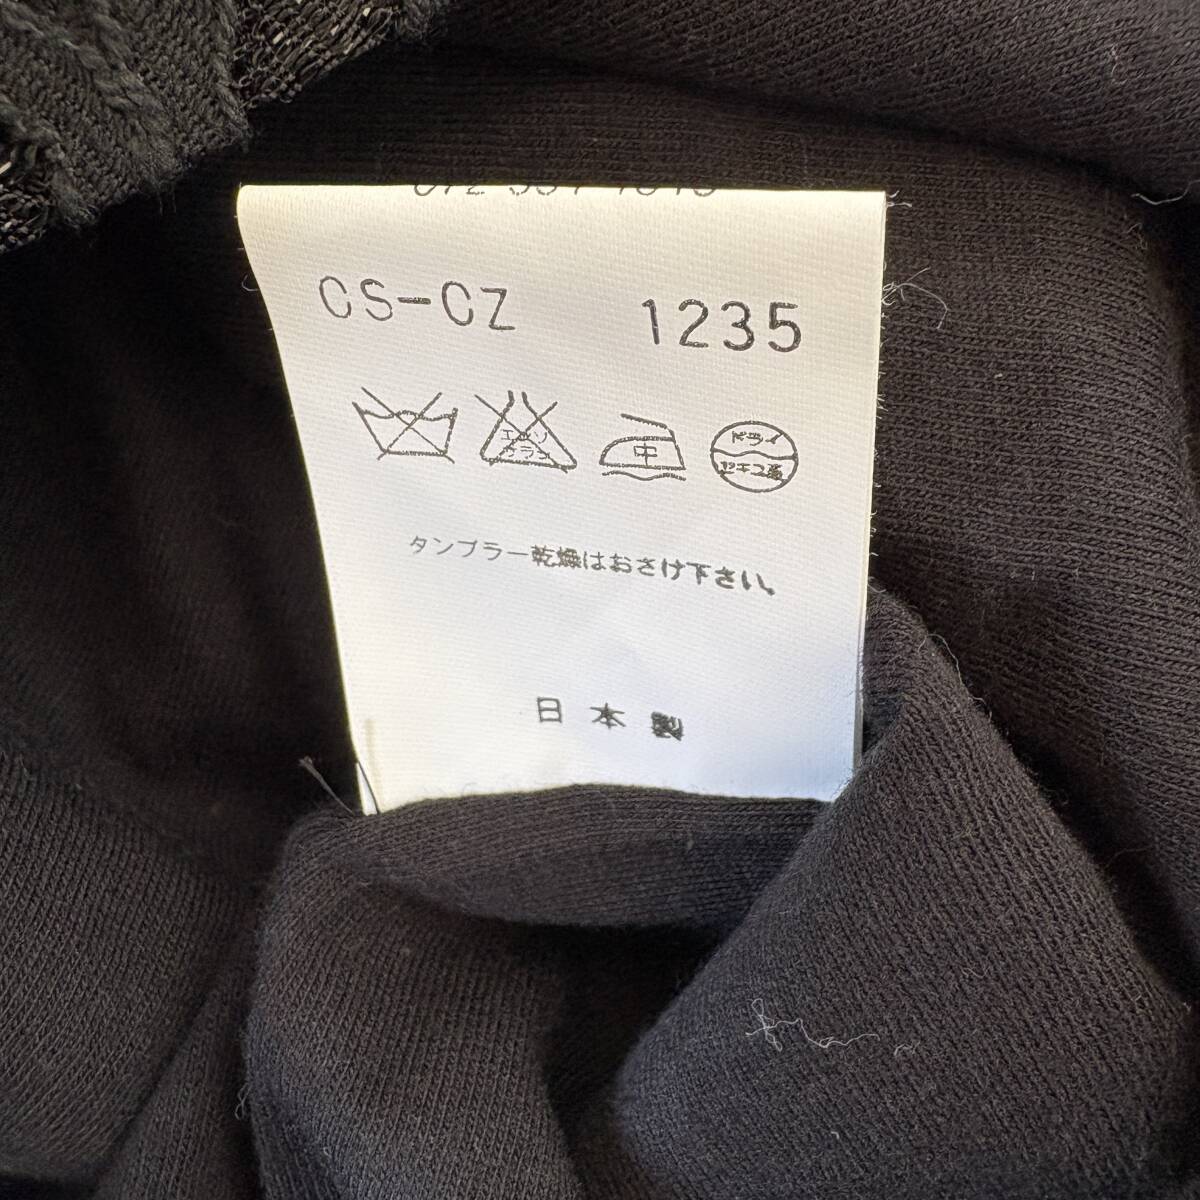 CS-CZ 1235
エンソ ドライ
サラシ 中 セキユ系
タンブラー乾燥はおさけ下さい。
日本製